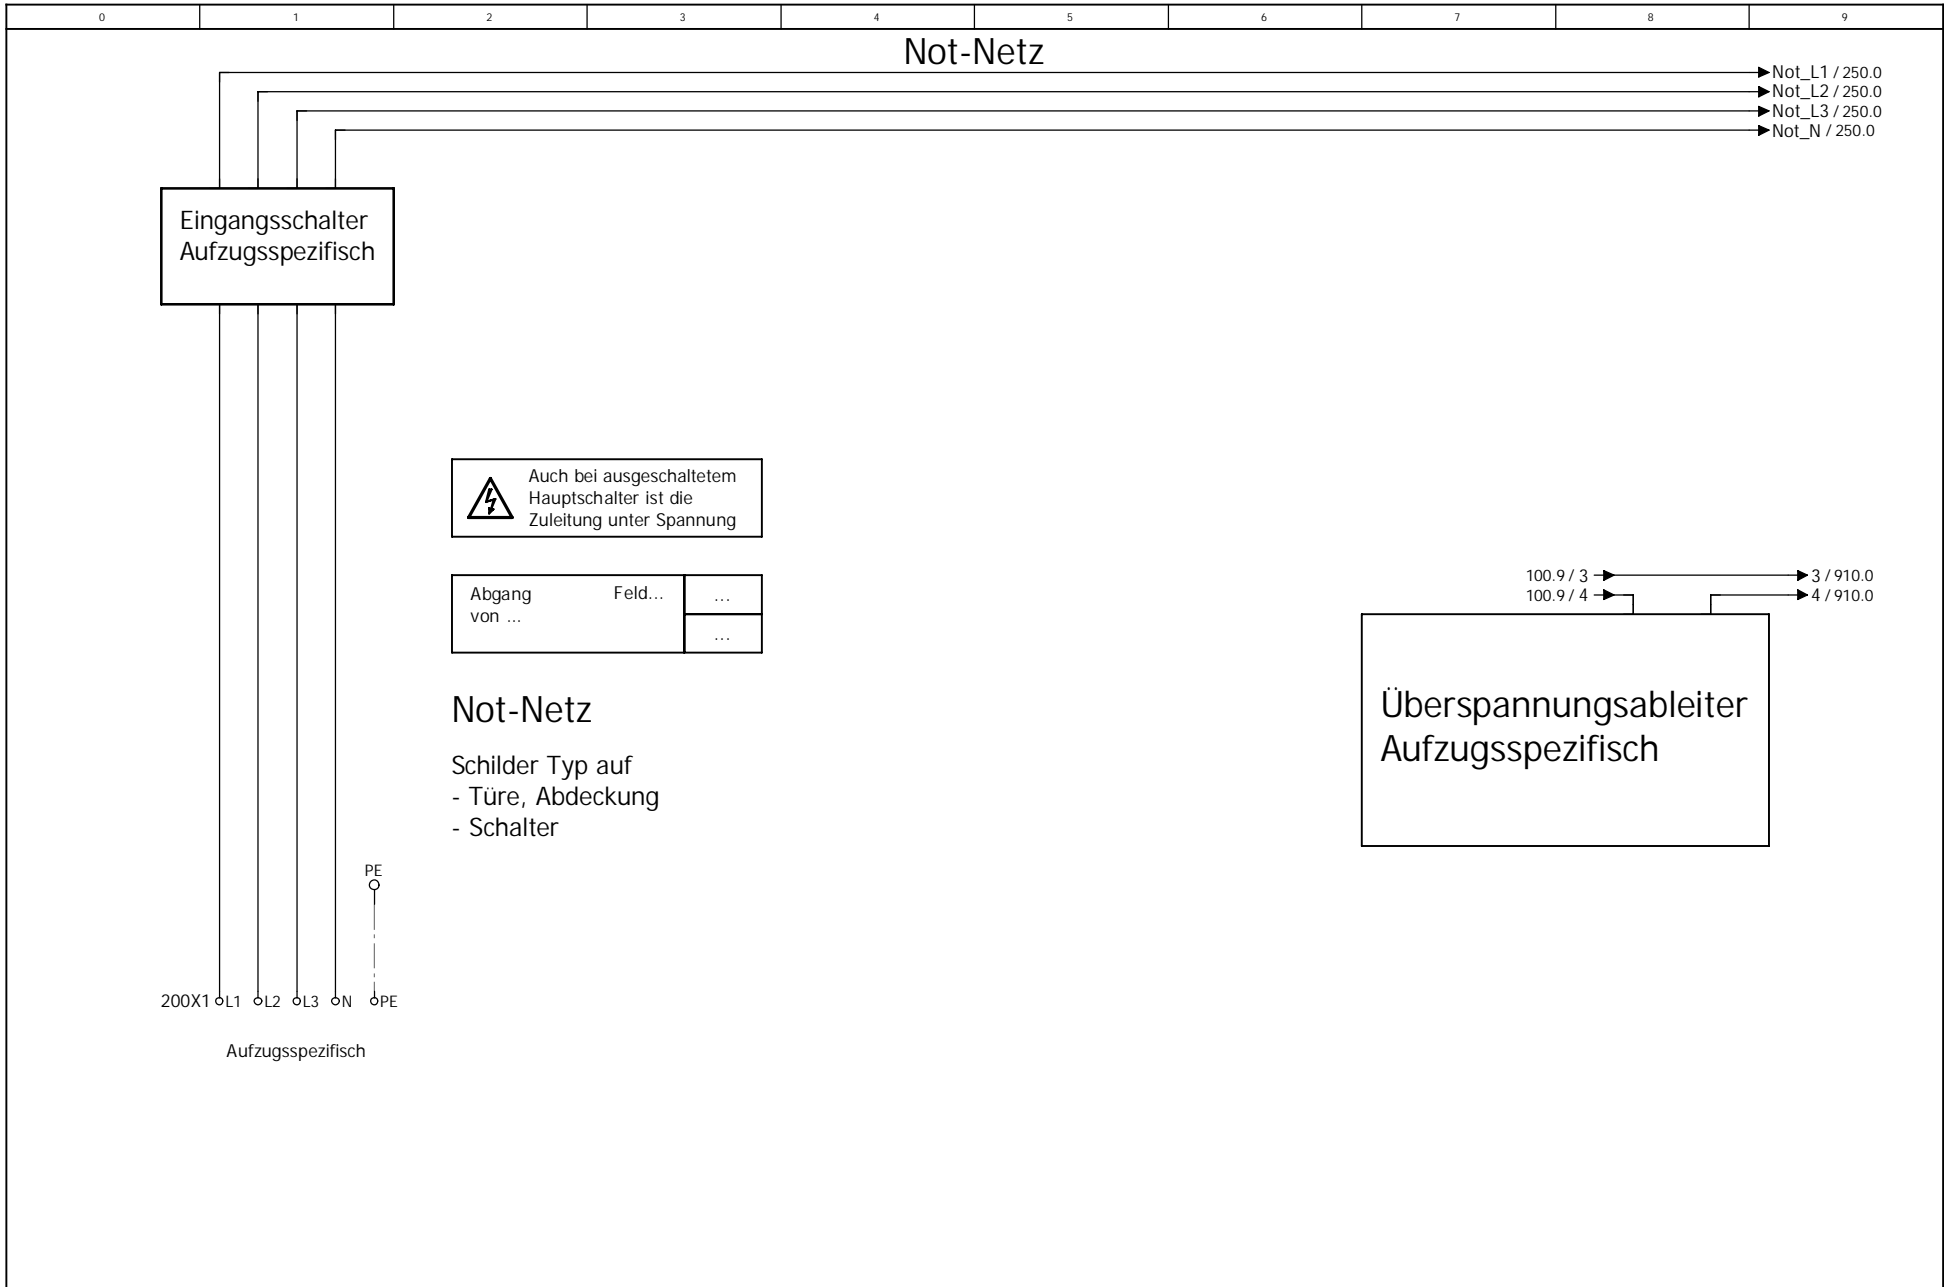 0 1 2 3 4 5 6 7 8 9
Not-Netz
Not_L1 / 250.0
Not_L2 / 250.0
Not_L3 / 250.0
Not_N / 250.0
Eingangsschalter
Aufzugsspezifisch
Auch bei ausgeschaltetem
Hauptschalter ist die
Zuleitung unter Spannung
100.9 / 3 3 / 910.0
100.9 / 4 4 / 910.0
Abgang Feld... ...
von ...
...
Not-Netz
Überspannungsableiter
Aufzugsspezifisch
Schilder Typ auf
- Türe, Abdeckung
- Schalter
PE
200X1 L1 L2 L3 N PE
Aufzugsspezifisch